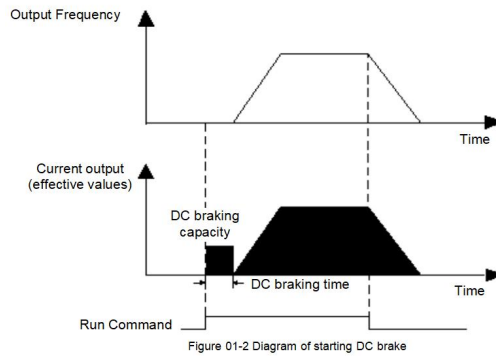 Output Frequency
Time
Current output
(effective values)
DC braking
capacity
DC braking time
Time
Run Command
Figure 01-2 Diagram of starting DC brake